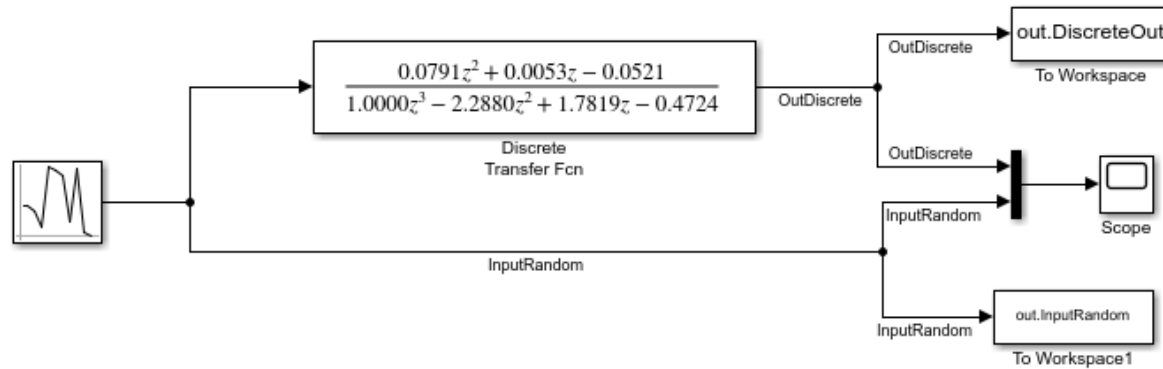 OutDiscrete
out.DiscreteOut
To Workspace
0.0791z² + 0.0053z − 0.0521
1.0000z³ − 2.2880z² + 1.7819z − 0.4724
OutDiscrete
Discrete
Transfer Fcn
OutDiscrete
InputRandom
Scope
InputRandom
out.InputRandom
InputRandom
To Workspace1